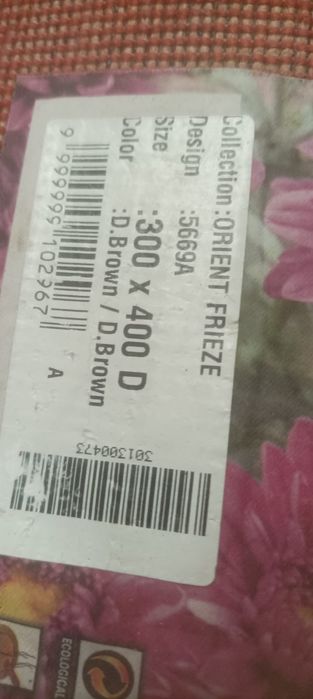 Collection :ORIENT FRIEZE
Design :5669A
Size :300 X 400 D
Color :D.Brown / D.Brown
9 999999 102967
A
301300473
ECOLOGICAL